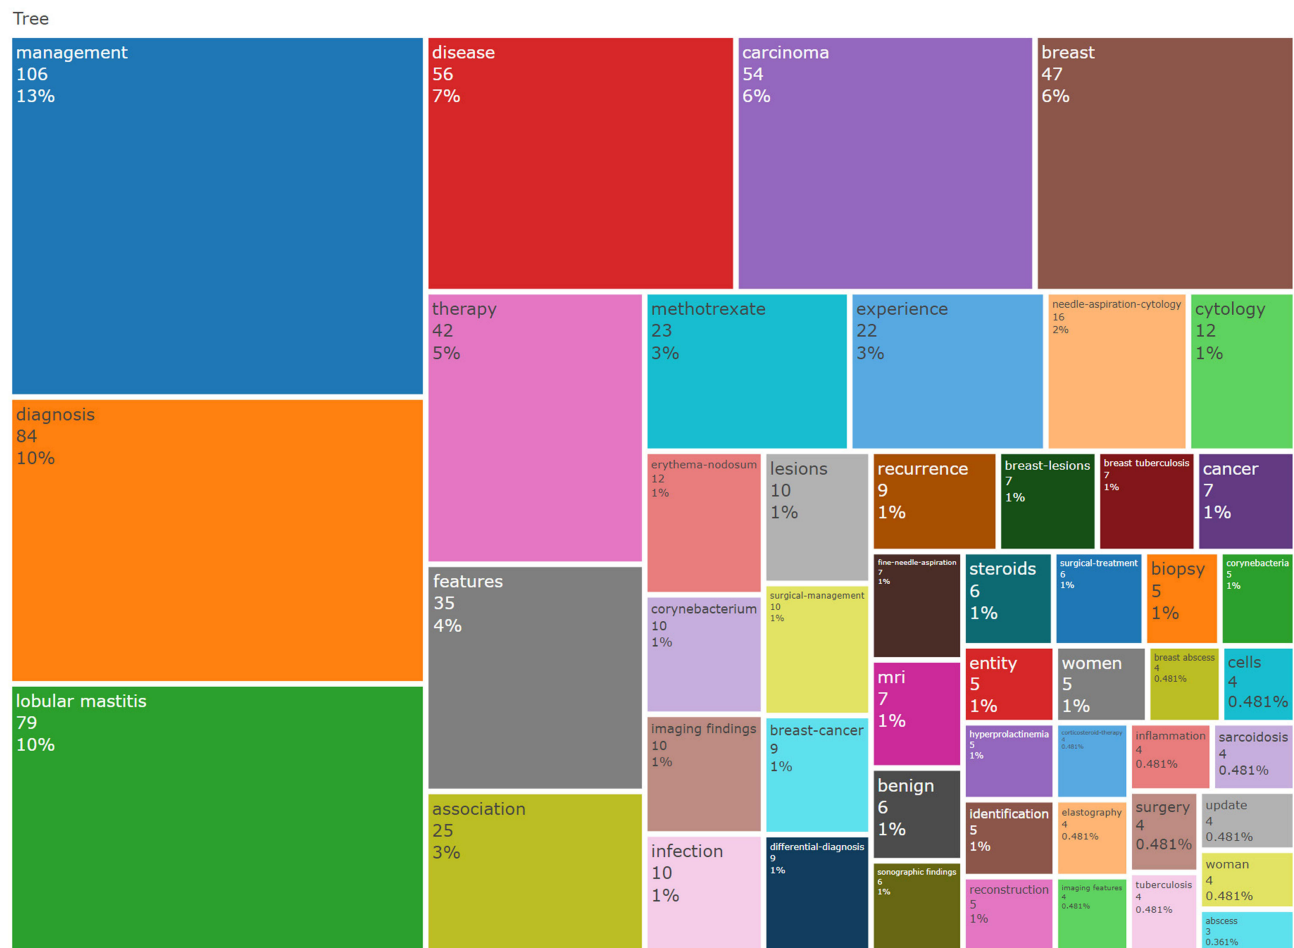 Tree
management
106
13%
disease
56
7%
carcinoma
54
6%
breast
47
6%
diagnosis
84
10%
lobular mastitis
79
10%
therapy
42
5%
features
35
4%
association
25
3%
methotrexate
23
3%
experience
22
3%
needle-aspiration-cytology
16
2%
cytology
12
1%
erythema-nodosum
12
1%
lesions
10
1%
corynebacterium
10
1%
surgical-management
10
1%
imaging findings
10
1%
breast-cancer
9
1%
infection
10
1%
differential-diagnosis
9
1%
recurrence
9
1%
breast-lesions
7
1%
breast tuberculosis
7
1%
cancer
7
1%
fine-needle-aspiration
7
1%
mri
7
1%
benign
6
1%
sonographic findings
6
1%
steroids
6
1%
surgical-treatment
6
1%
biopsy
5
1%
corynebacteria
5
1%
entity
5
1%
women
5
1%
breast abscess
4
0.481%
cells
4
0.481%
hyperprolactinemia
5
1%
corticosteroid-therapy
4
0.481%
inflammation
4
0.481%
sarcoidosis
4
0.481%
identification
5
1%
elastography
4
0.481%
surgery
4
0.481%
update
4
0.481%
woman
4
0.481%
reconstruction
5
1%
imaging features
4
0.481%
tuberculosis
4
0.481%
abscess
3
0.361%